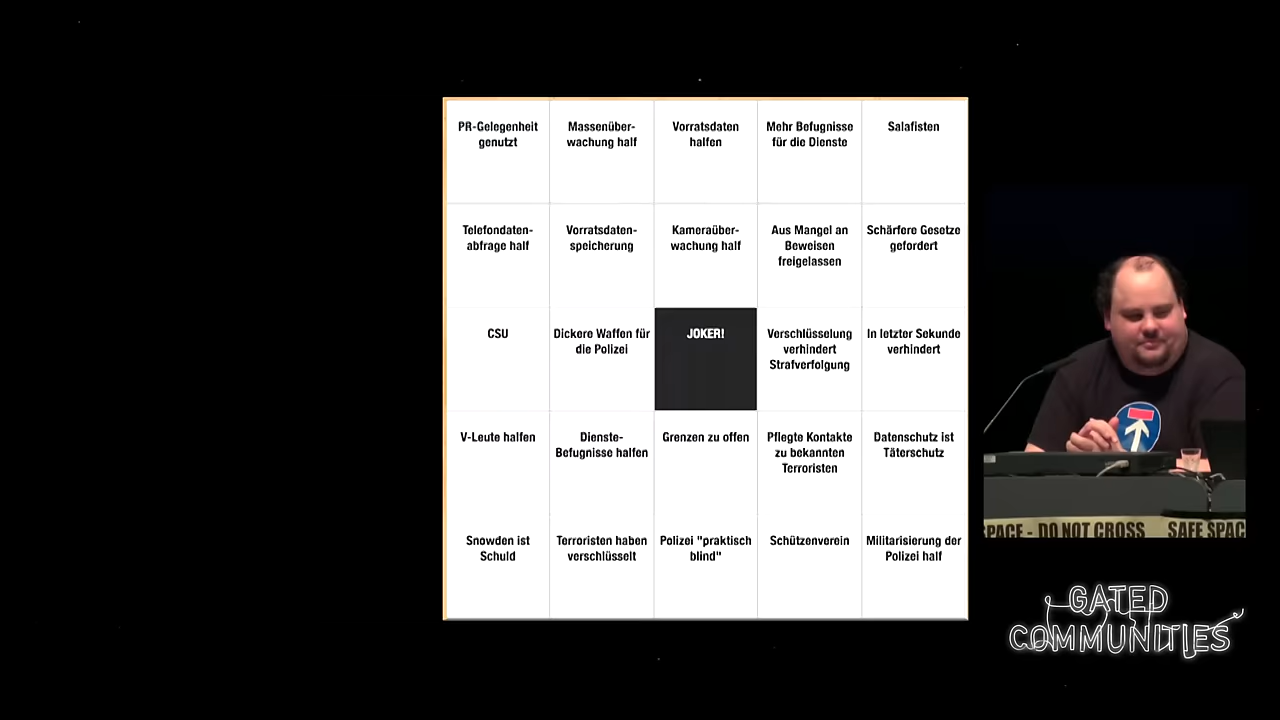 PR-Gelegenheit
genutzt
Massenüber-
wachung half
Vorratsdaten
halfen
Mehr Befugnisse
für die Dienste
Salafisten
Telefondaten-
abfrage half
Vorratsdaten-
speicherung
Kameraüber-
wachung half
Aus Mangel an
Beweisen
freigelassen
Schärfere Gesetze
gefordert
CSU
Dickere Waffen für
die Polizei
JOKER!
Verschlüsselung
verhindert
Strafverfolgung
In letzter Sekunde
verhindert
V-Leute halfen
Dienste-
Befugnisse halfen
Grenzen zu offen
Pflegte Kontakte
zu bekannten
Terroristen
Datenschutz ist
Täterschutz
Snowden ist
Schuld
Terroristen haben
verschlüsselt
Polizei "praktisch
blind"
Schützenverein
Militarisierung der
Polizei half
SPACE - DO NOT CROSS SAFE SPAC
GATED
COMMUNITIES